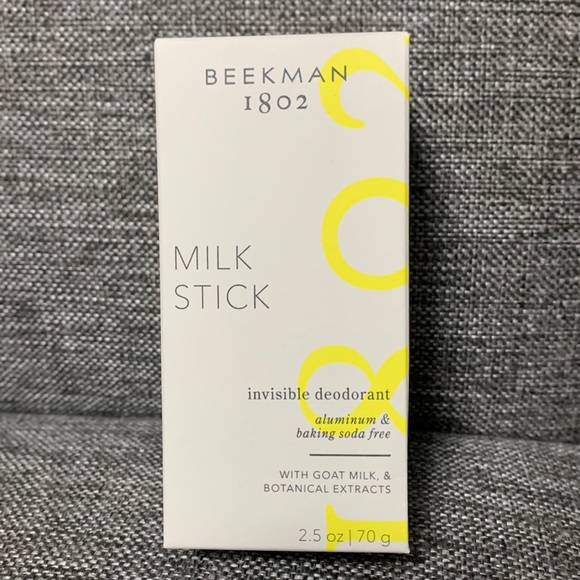 BEEKMAN
1802
MILK
STICK
invisible deodorant
aluminum &
baking soda free
WITH GOAT MILK, &
BOTANICAL EXTRACTS
2.5 oz | 70 g
1802